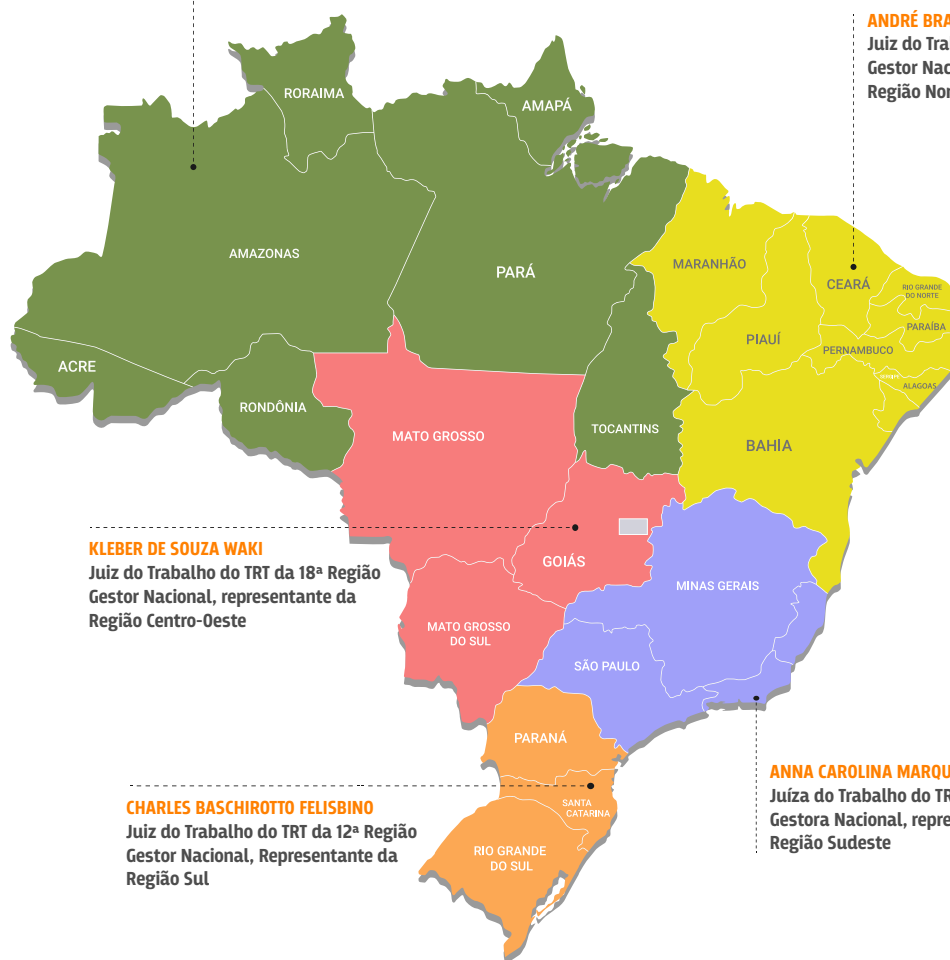 ANDRÉ BRA
Juiz do Tra
Gestor Nac
Região Nor
RORAIMA
AMAPÁ
AMAZONAS
PARÁ
MARANHÃO
CEARÁ
RIO GRANDE
DO NORTE
PARAÍBA
PIAUÍ
PERNAMBUCO
ALAGOAS
ACRE
RONDÔNIA
MATO GROSSO
TOCANTINS
BAHIA
KLEBER DE SOUZA WAKI
Juiz do Trabalho do TRT da 18ª Região
Gestor Nacional, representante da
Região Centro-Oeste
GOIÁS
MINAS GERAIS
MATO GROSSO
DO SUL
SÃO PAULO
PARANÁ
SANTA
CATARINA
RIO GRANDE
DO SUL
CHARLES BASCHIROTTO FELISBINO
Juiz do Trabalho do TRT da 12ª Região
Gestor Nacional, Representante da
Região Sul
ANNA CAROLINA MARQU
Juíza do Trabalho do TR
Gestora Nacional, repre
Região Sudeste